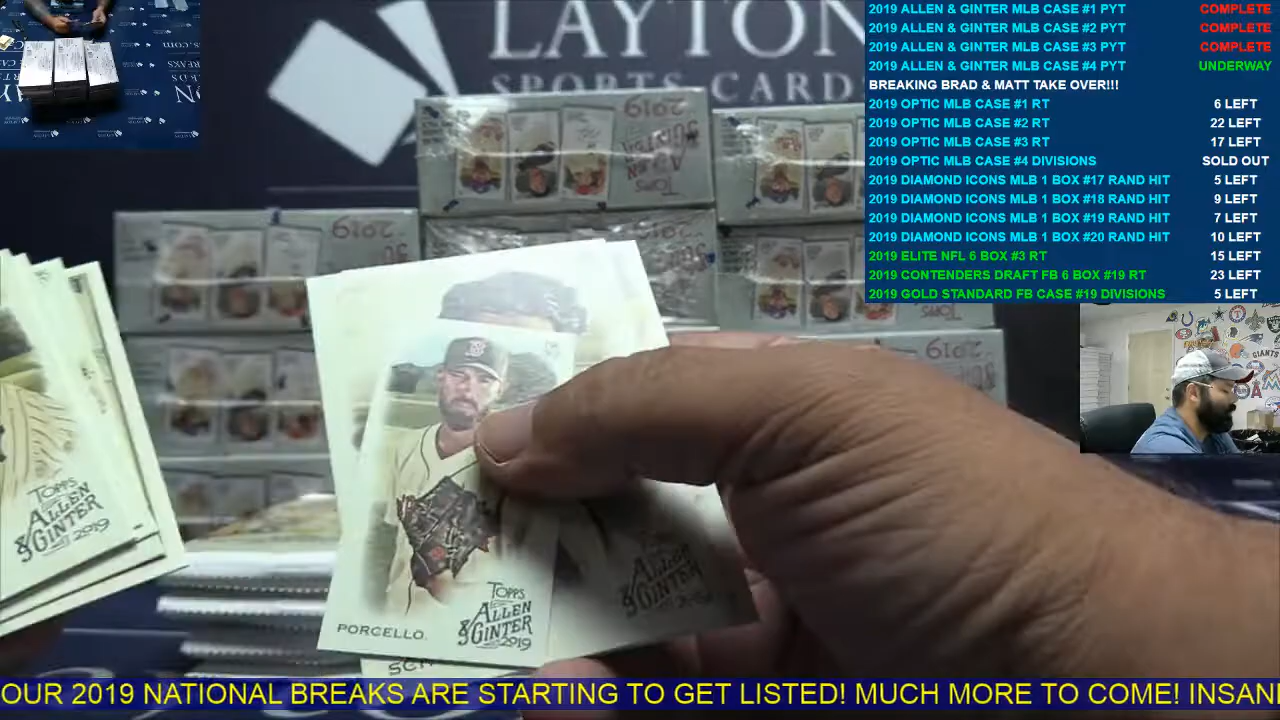 LAYTON
SPORTS CARDS
2019 ALLEN & GINTER MLB CASE #1 PYT COMPLETE
2019 ALLEN & GINTER MLB CASE #2 PYT COMPLETE
2019 ALLEN & GINTER MLB CASE #3 PYT COMPLETE
2019 ALLEN & GINTER MLB CASE #4 PYT UNDERWAY
BREAKING BRAD & MATT TAKE OVER!!!
2019 OPTIC MLB CASE #1 RT 6 LEFT
2019 OPTIC MLB CASE #2 RT 22 LEFT
2019 OPTIC MLB CASE #3 RT 17 LEFT
2019 OPTIC MLB CASE #4 DIVISIONS SOLD OUT
2019 DIAMOND ICONS MLB 1 BOX #17 RAND HIT 5 LEFT
2019 DIAMOND ICONS MLB 1 BOX #18 RAND HIT 9 LEFT
2019 DIAMOND ICONS MLB 1 BOX #19 RAND HIT 7 LEFT
2019 DIAMOND ICONS MLB 1 BOX #20 RAND HIT 10 LEFT
2019 ELITE NFL 6 BOX #3 RT 15 LEFT
2019 CONTENDERS DRAFT FB 6 BOX #19 RT 23 LEFT
2019 GOLD STANDARD FB CASE #19 DIVISIONS 5 LEFT
2019
2019
2019
TOPPS
2019
GIANTS
TOPPS
ALLEN
& GINTER
2019
PORCELLO
TOPPS
ALLEN
& GINTER
2019
ALLEN
& GINTER
OUR 2019 NATIONAL BREAKS ARE STARTING TO GET LISTED! MUCH MORE TO COME! INSANI